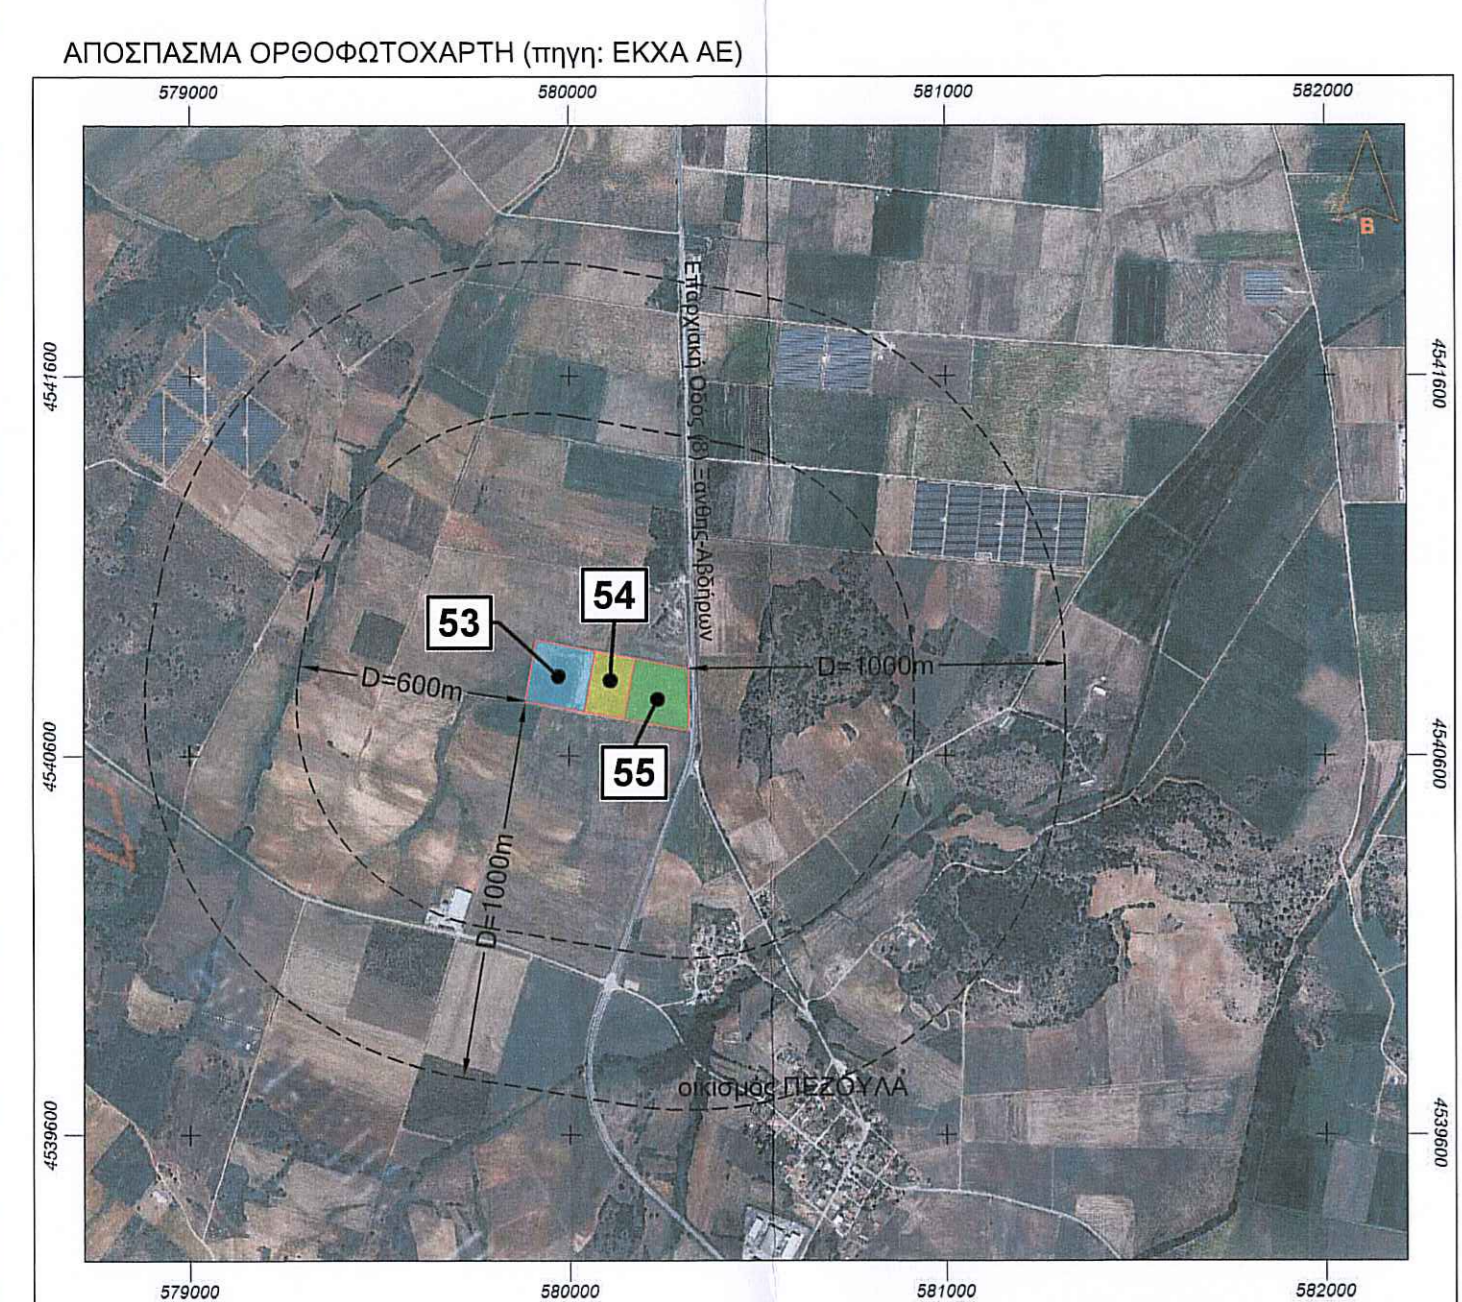 ΑΠΟΣΠΑΣΜΑ ΟΡΘΟΦΩΤΟΧΑΡΤΗ (πηγη: ΕΚΧΑ ΑΕ)
579000 580000 581000 582000
Β
Επαρχιακή Οδός (8) Ξάνθης-Αβδήρων
4541600 4541600
54
53
D=1000m
D=600m
55
4540600 4540600
D=1000m
οικισμός ΠΕΖΟΥΛΑ
4539600 4539600
579000 580000 581000 582000